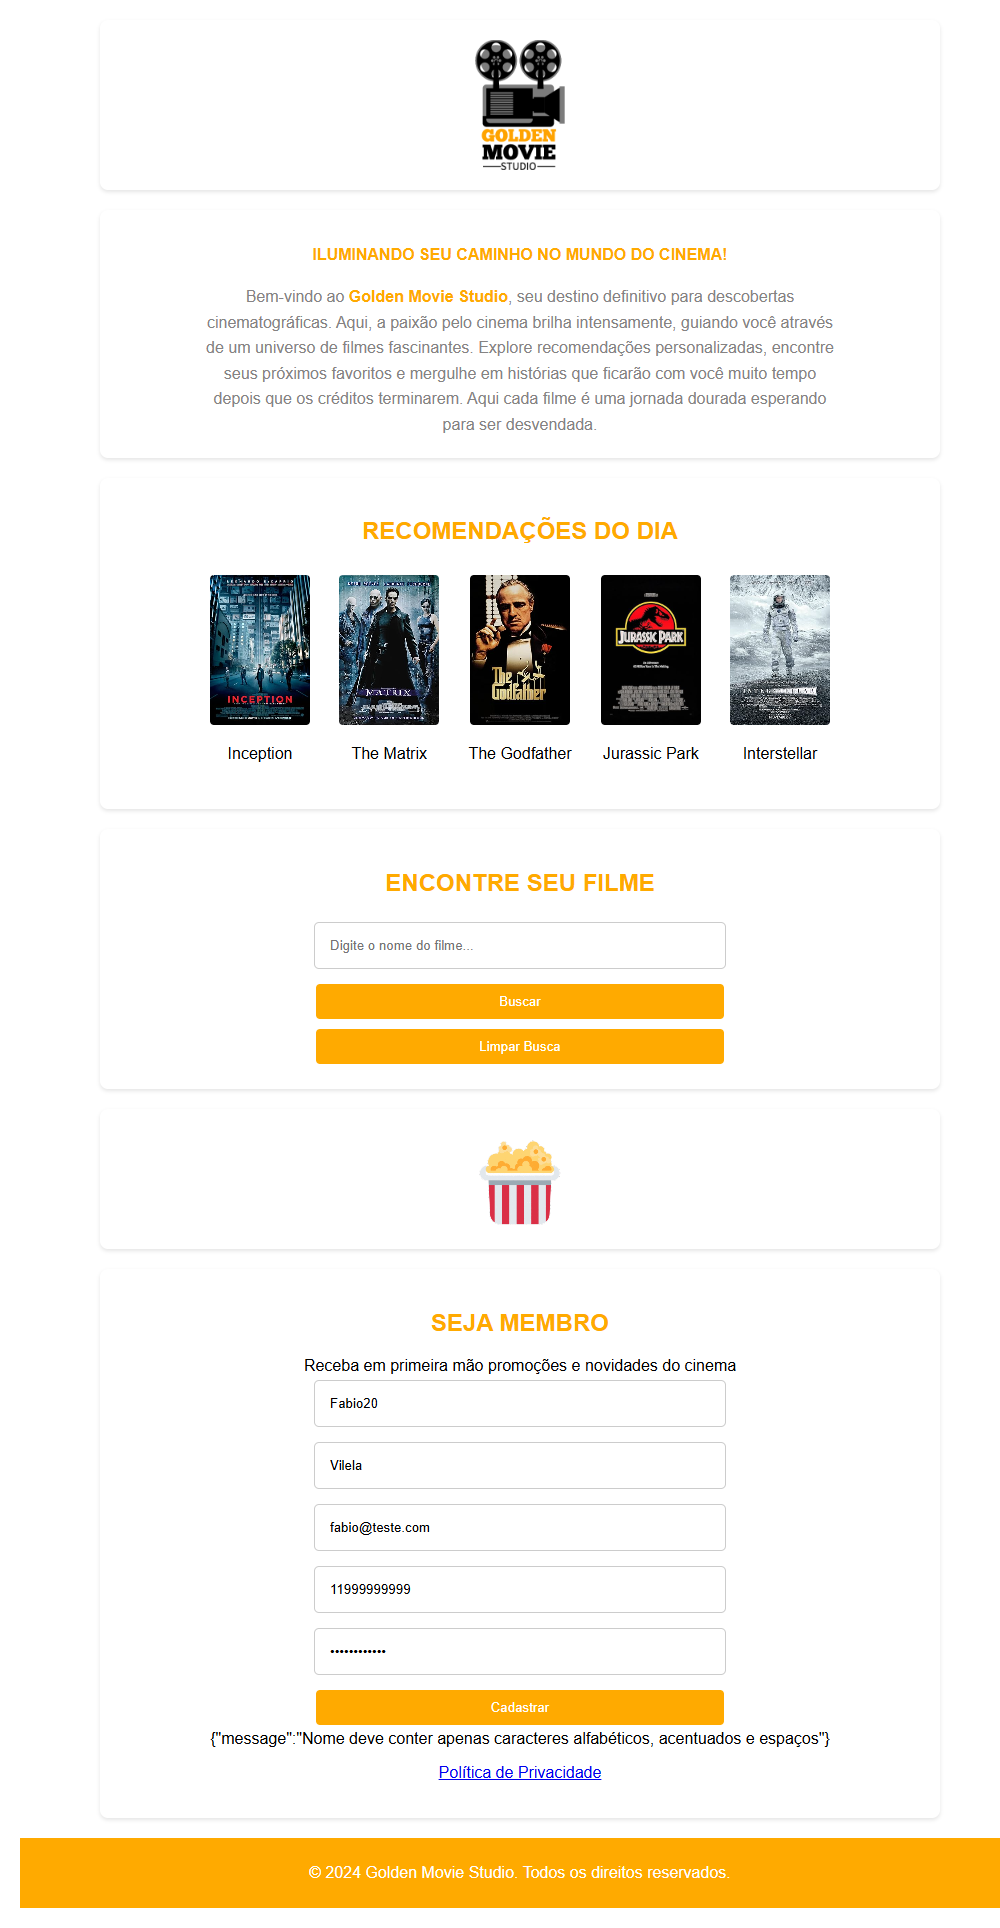 GOLDEN
MOVIE
STUDIO
ILUMINANDO SEU CAMINHO NO MUNDO DO CINEMA!
Bem-vindo ao Golden Movie Studio, seu destino definitivo para descobertas
cinematográficas. Aqui, a paixão pelo cinema brilha intensamente, guiando você através
de um universo de filmes fascinantes. Explore recomendações personalizadas, encontre
seus próximos favoritos e mergulhe em histórias que ficarão com você muito tempo
depois que os créditos terminarem. Aqui cada filme é uma jornada dourada esperando
para ser desvendada.
RECOMENDAÇÕES DO DIA
INCEPTION
MATRIX
The
Godfather
JURASSIC PARK
INTERSTELLAR
Inception
The Matrix
The Godfather
Jurassic Park
Interstellar
ENCONTRE SEU FILME
Digite o nome do filme...
Buscar
Limpar Busca
SEJA MEMBRO
Receba em primeira mão promoções e novidades do cinema
Fabio20
Vilela
fabio@teste.com
11999999999
••••••••••••
Cadastrar
{"message":"Nome deve conter apenas caracteres alfabéticos, acentuados e espaços"}
Política de Privacidade
© 2024 Golden Movie Studio. Todos os direitos reservados.